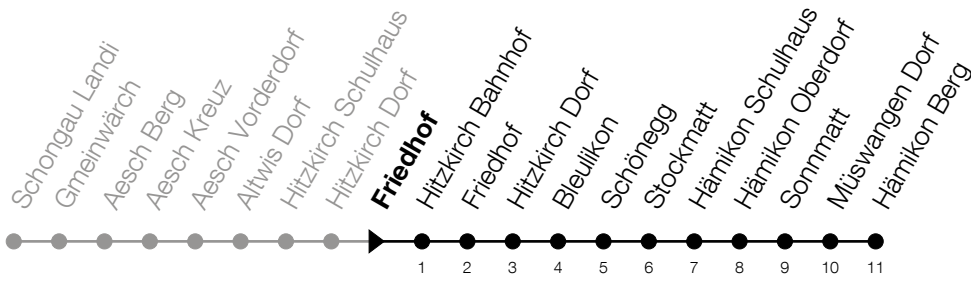 Schongau Landi
Gmeinwärch
Aesch Berg
Aesch Kreuz
Aesch Vorderdorf
Altwis Dorf
Hitzkirch Schulhaus
Hitzkirch Dorf
Friedhof
Hitzkirch Bahnhof
Friedhof
Hitzkirch Dorf
Bleulikon
Schönegg
Stockmatt
Hämikon Schulhaus
Hämikon Oberdorf
Sonnmatt
Müswangen Dorf
Hämikon Berg
1 2 3 4 5 6 7 8 9 10 11